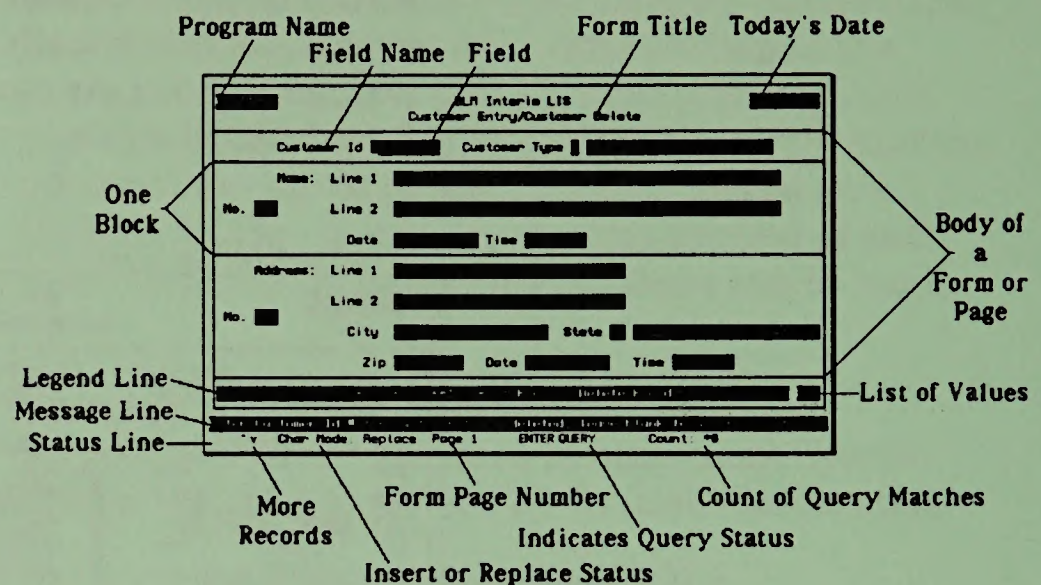 Program Name
Form Title
Today's Date
Field Name
Field
BLM Interim LIS
Customer Entry/Customer Delete
Customer Id
Customer Type
One
Block
Name: Line 1
No.
Line 2
Date
Time
Body of
a
Form or
Page
Address: Line 1
Line 2
No.
City
State
Zip
Date
Time
Legend Line
List of Values
Message Line
Status Line
Char Mode: Replace Page 1 ENTER QUERY Count: *0
More
Records
Form Page Number
Count of Query Matches
Indicates Query Status
Insert or Replace Status